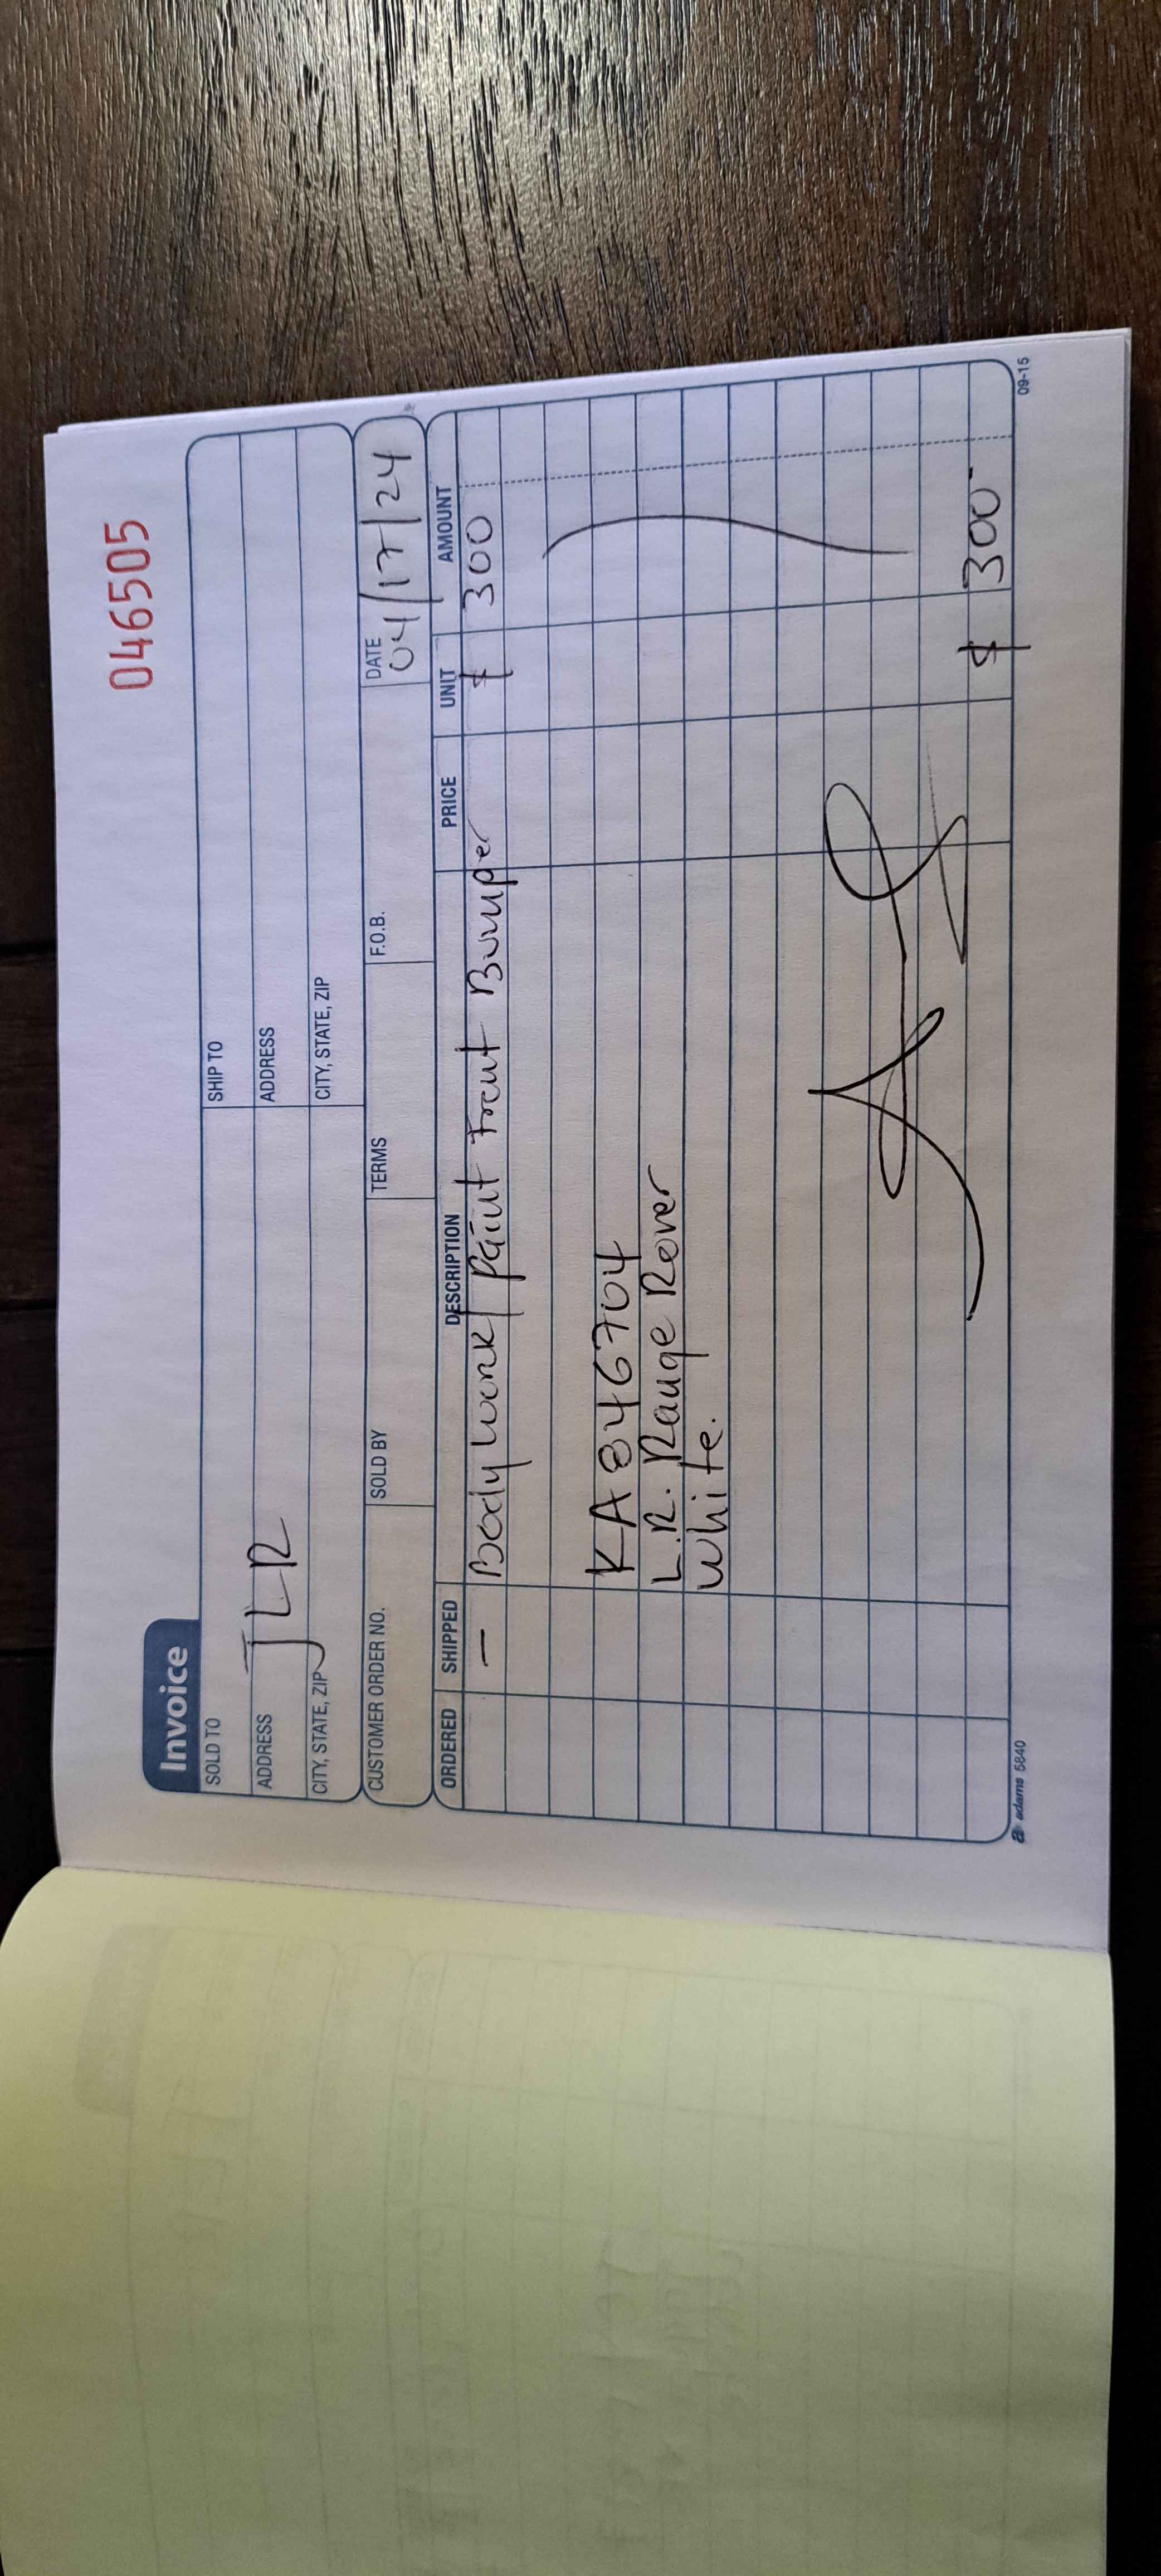 046505
Invoice
SOLD TO
SHIP TO
ADDRESS
ADDRESS
JLR
CITY, STATE, ZIP
CITY, STATE, ZIP
CUSTOMER ORDER NO. SOLD BY TERMS F.O.B. DATE
04/17/24
ORDERED SHIPPED DESCRIPTION PRICE UNIT AMOUNT
— Body work/paint Front Bumper $ 300
KA846704
L.R. Range Rover
White.
$ 300
adams 5840 09-15